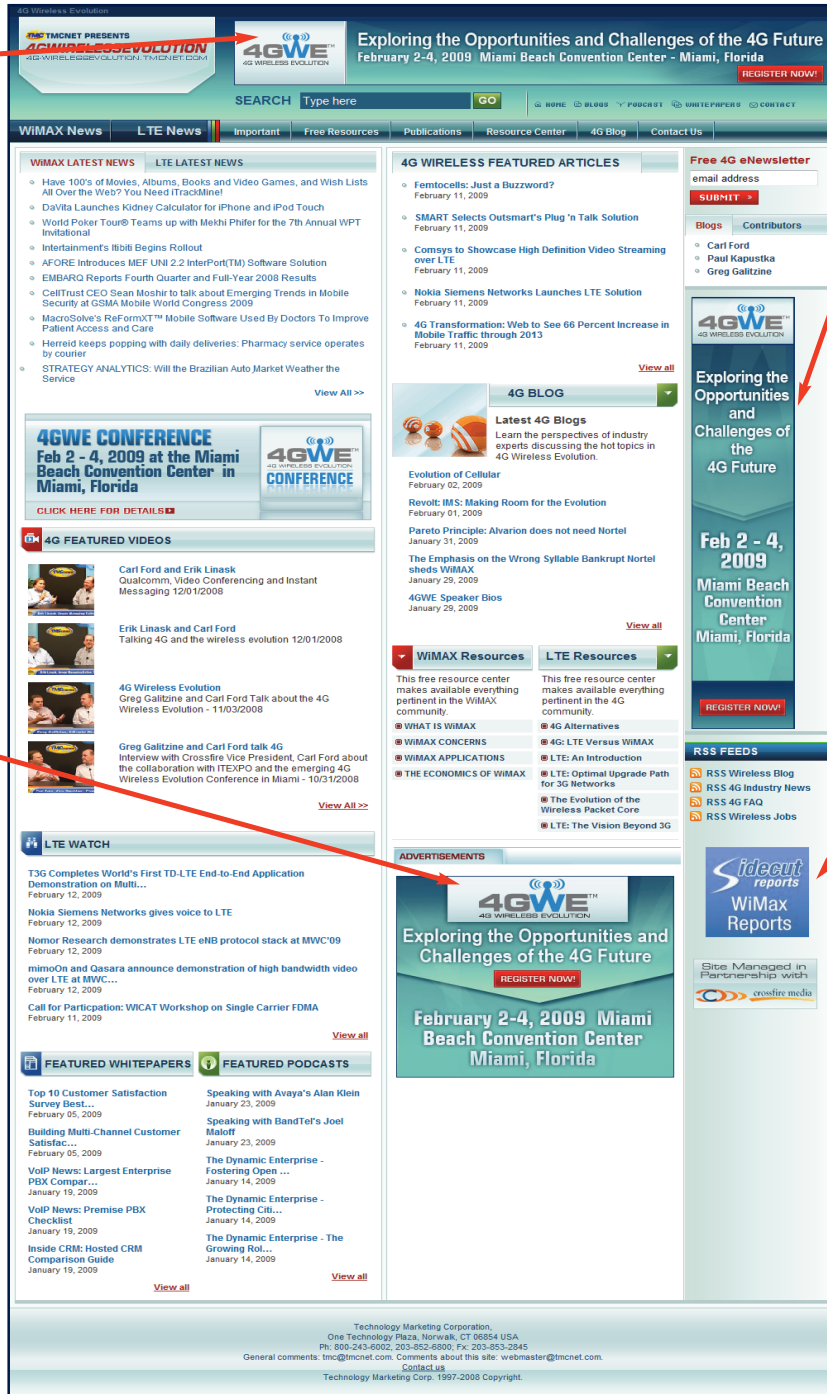 4G Wireless Evolution
TMC TMCNET PRESENTS
4GWIRELESSEVOLUTION
4G-WIRELESSEVOLUTION.TMCNET.COM
4GWE™
4G WIRELESS EVOLUTION
Exploring the Opportunities and Challenges of the 4G Future
February 2-4, 2009 Miami Beach Convention Center - Miami, Florida
REGISTER NOW!
SEARCH Type here GO
HOME BLOGS PODCAST WHITEPAPERS CONTACT
WiMAX News LTE News Important Free Resources Publications Resource Center 4G Blog Contact Us
WiMAX LATEST NEWS LTE LATEST NEWS
Have 100's of Movies, Albums, Books and Video Games, and Wish Lists
All Over the Web? You Need iTrackMine!
DaVita Launches Kidney Calculator for iPhone and iPod Touch
World Poker Tour® Teams up with Mekhi Phifer for the 7th Annual WPT
Invitational
Intertainment's Itibiti Begins Rollout
AFORE Introduces MEF UNI 2.2 InterPort(TM) Software Solution
EMBARQ Reports Fourth Quarter and Full-Year 2008 Results
CellTrust CEO Sean Moshir to talk about Emerging Trends in Mobile
Security at GSMA Mobile World Congress 2009
MacroSolve's ReFormXT™ Mobile Software Used By Doctors To Improve
Patient Access and Care
Herreid keeps popping with daily deliveries: Pharmacy service operates
by courier
STRATEGY ANALYTICS: Will the Brazilian Auto Market Weather the
Service
View All >>
4GWE CONFERENCE
Feb 2 - 4, 2009 at the Miami
Beach Convention Center in
Miami, Florida
CLICK HERE FOR DETAILS
4GWE™
4G WIRELESS EVOLUTION
CONFERENCE
4G FEATURED VIDEOS
Carl Ford and Erik Linask
Qualcomm, Video Conferencing and Instant
Messaging 12/01/2008
Erik Linask and Carl Ford
Talking 4G and the wireless evolution 12/01/2008
4G Wireless Evolution
Greg Galitzine and Carl Ford Talk about the 4G
Wireless Evolution - 11/03/2008
Greg Galitzine and Carl Ford talk 4G
Interview with Crossfire Vice President, Carl Ford about
the collaboration with ITEXPO and the emerging 4G
Wireless Evolution Conference in Miami - 10/31/2008
View All >>
LTE WATCH
T3G Completes World's First TD-LTE End-to-End Application
Demonstration on Multi...
February 12, 2009
Nokia Siemens Networks gives voice to LTE
February 12, 2009
Nomor Research demonstrates LTE eNB protocol stack at MWC'09
February 12, 2009
mimoOn and Qasara announce demonstration of high bandwidth video
over LTE at MWC...
February 12, 2009
Call for Particpation: WICAT Workshop on Single Carrier FDMA
February 11, 2009
View all
FEATURED WHITEPAPERS
Top 10 Customer Satisfaction
Survey Best...
February 05, 2009
Building Multi-Channel Customer
Satisfac...
February 05, 2009
VoIP News: Largest Enterprise
PBX Compar...
January 19, 2009
VoIP News: Premise PBX
Checklist
January 19, 2009
Inside CRM: Hosted CRM
Comparison Guide
January 19, 2009
View all
FEATURED PODCASTS
Speaking with Avaya's Alan Klein
January 23, 2009
Speaking with BandTel's Joel
Maloff
January 23, 2009
The Dynamic Enterprise -
Fostering Open ...
January 14, 2009
The Dynamic Enterprise -
Protecting Citi...
January 14, 2009
The Dynamic Enterprise - The
Growing Rol...
January 14, 2009
View all
4G WIRELESS FEATURED ARTICLES
Femtocells: Just a Buzzword?
February 11, 2009
SMART Selects Outsmart's Plug 'n Talk Solution
February 11, 2009
Comsys to Showcase High Definition Video Streaming
over LTE
February 11, 2009
Nokia Siemens Networks Launches LTE Solution
February 11, 2009
4G Transformation: Web to See 66 Percent Increase in
Mobile Traffic through 2013
February 11, 2009
View all
4G BLOG
Latest 4G Blogs
Learn the perspectives of industry
experts discussing the hot topics in
4G Wireless Evolution.
Evolution of Cellular
February 02, 2009
Revolt: IMS: Making Room for the Evolution
February 01, 2009
Pareto Principle: Alvarion does not need Nortel
January 31, 2009
The Emphasis on the Wrong Syllable Bankrupt Nortel
sheds WiMAX
January 29, 2009
4GWE Speaker Bios
January 29, 2009
View all
WiMAX Resources
This free resource center
makes available everything
pertinent in the WiMAX
community.
WHAT IS WiMAX
WiMAX CONCERNS
WiMAX APPLICATIONS
THE ECONOMICS OF WiMAX
LTE Resources
This free resource center
makes available everything
pertinent in the 4G
community.
4G Alternatives
4G: LTE Versus WiMAX
LTE: An Introduction
LTE: Optimal Upgrade Path
for 3G Networks
The Evolution of the
Wireless Packet Core
LTE: The Vision Beyond 3G
ADVERTISEMENTS
4GWE™
4G WIRELESS EVOLUTION
Exploring the Opportunities and
Challenges of the 4G Future
REGISTER NOW!
February 2-4, 2009 Miami
Beach Convention Center
Miami, Florida
Free 4G eNewsletter
email address
SUBMIT >
Blogs Contributors
Carl Ford
Paul Kapustka
Greg Galitzine
4GWE™
4G WIRELESS EVOLUTION
Exploring the
Opportunities
and
Challenges of
the
4G Future
Feb 2 - 4,
2009
Miami Beach
Convention
Center
Miami, Florida
REGISTER NOW!
RSS FEEDS
RSS Wireless Blog
RSS 4G Industry News
RSS 4G FAQ
RSS Wireless Jobs
Sidecut
reports
WiMax
Reports
Site Managed in
Partnership with
crossfire media
Technology Marketing Corporation,
One Technology Plaza, Norwalk, CT 06854 USA
Ph: 800-243-6002, 203-852-6800; Fx: 203-853-2845
General comments: tmc@tmcnet.com. Comments about this site: webmaster@tmcnet.com.
Contact us
Technology Marketing Corp. 1997-2008 Copyright.